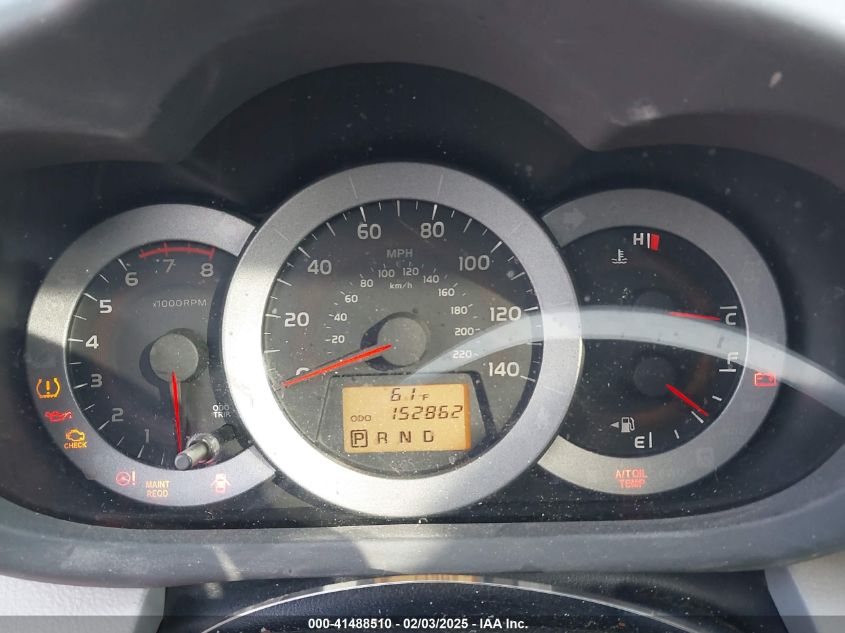 x1000RPM
1 2 3 4 5 6 7 8
ODO
TRIP
CHECK
MAINT
REQD
MPH
0 20 40 60 80 100 120 140
km/h
20 40 60 80 100 120 140 160 180 200 220
61°F
ODO 152862
P R N D
H
C
F
E
A/T OIL
TEMP
000-41488510 - 02/03/2025 - IAA Inc.